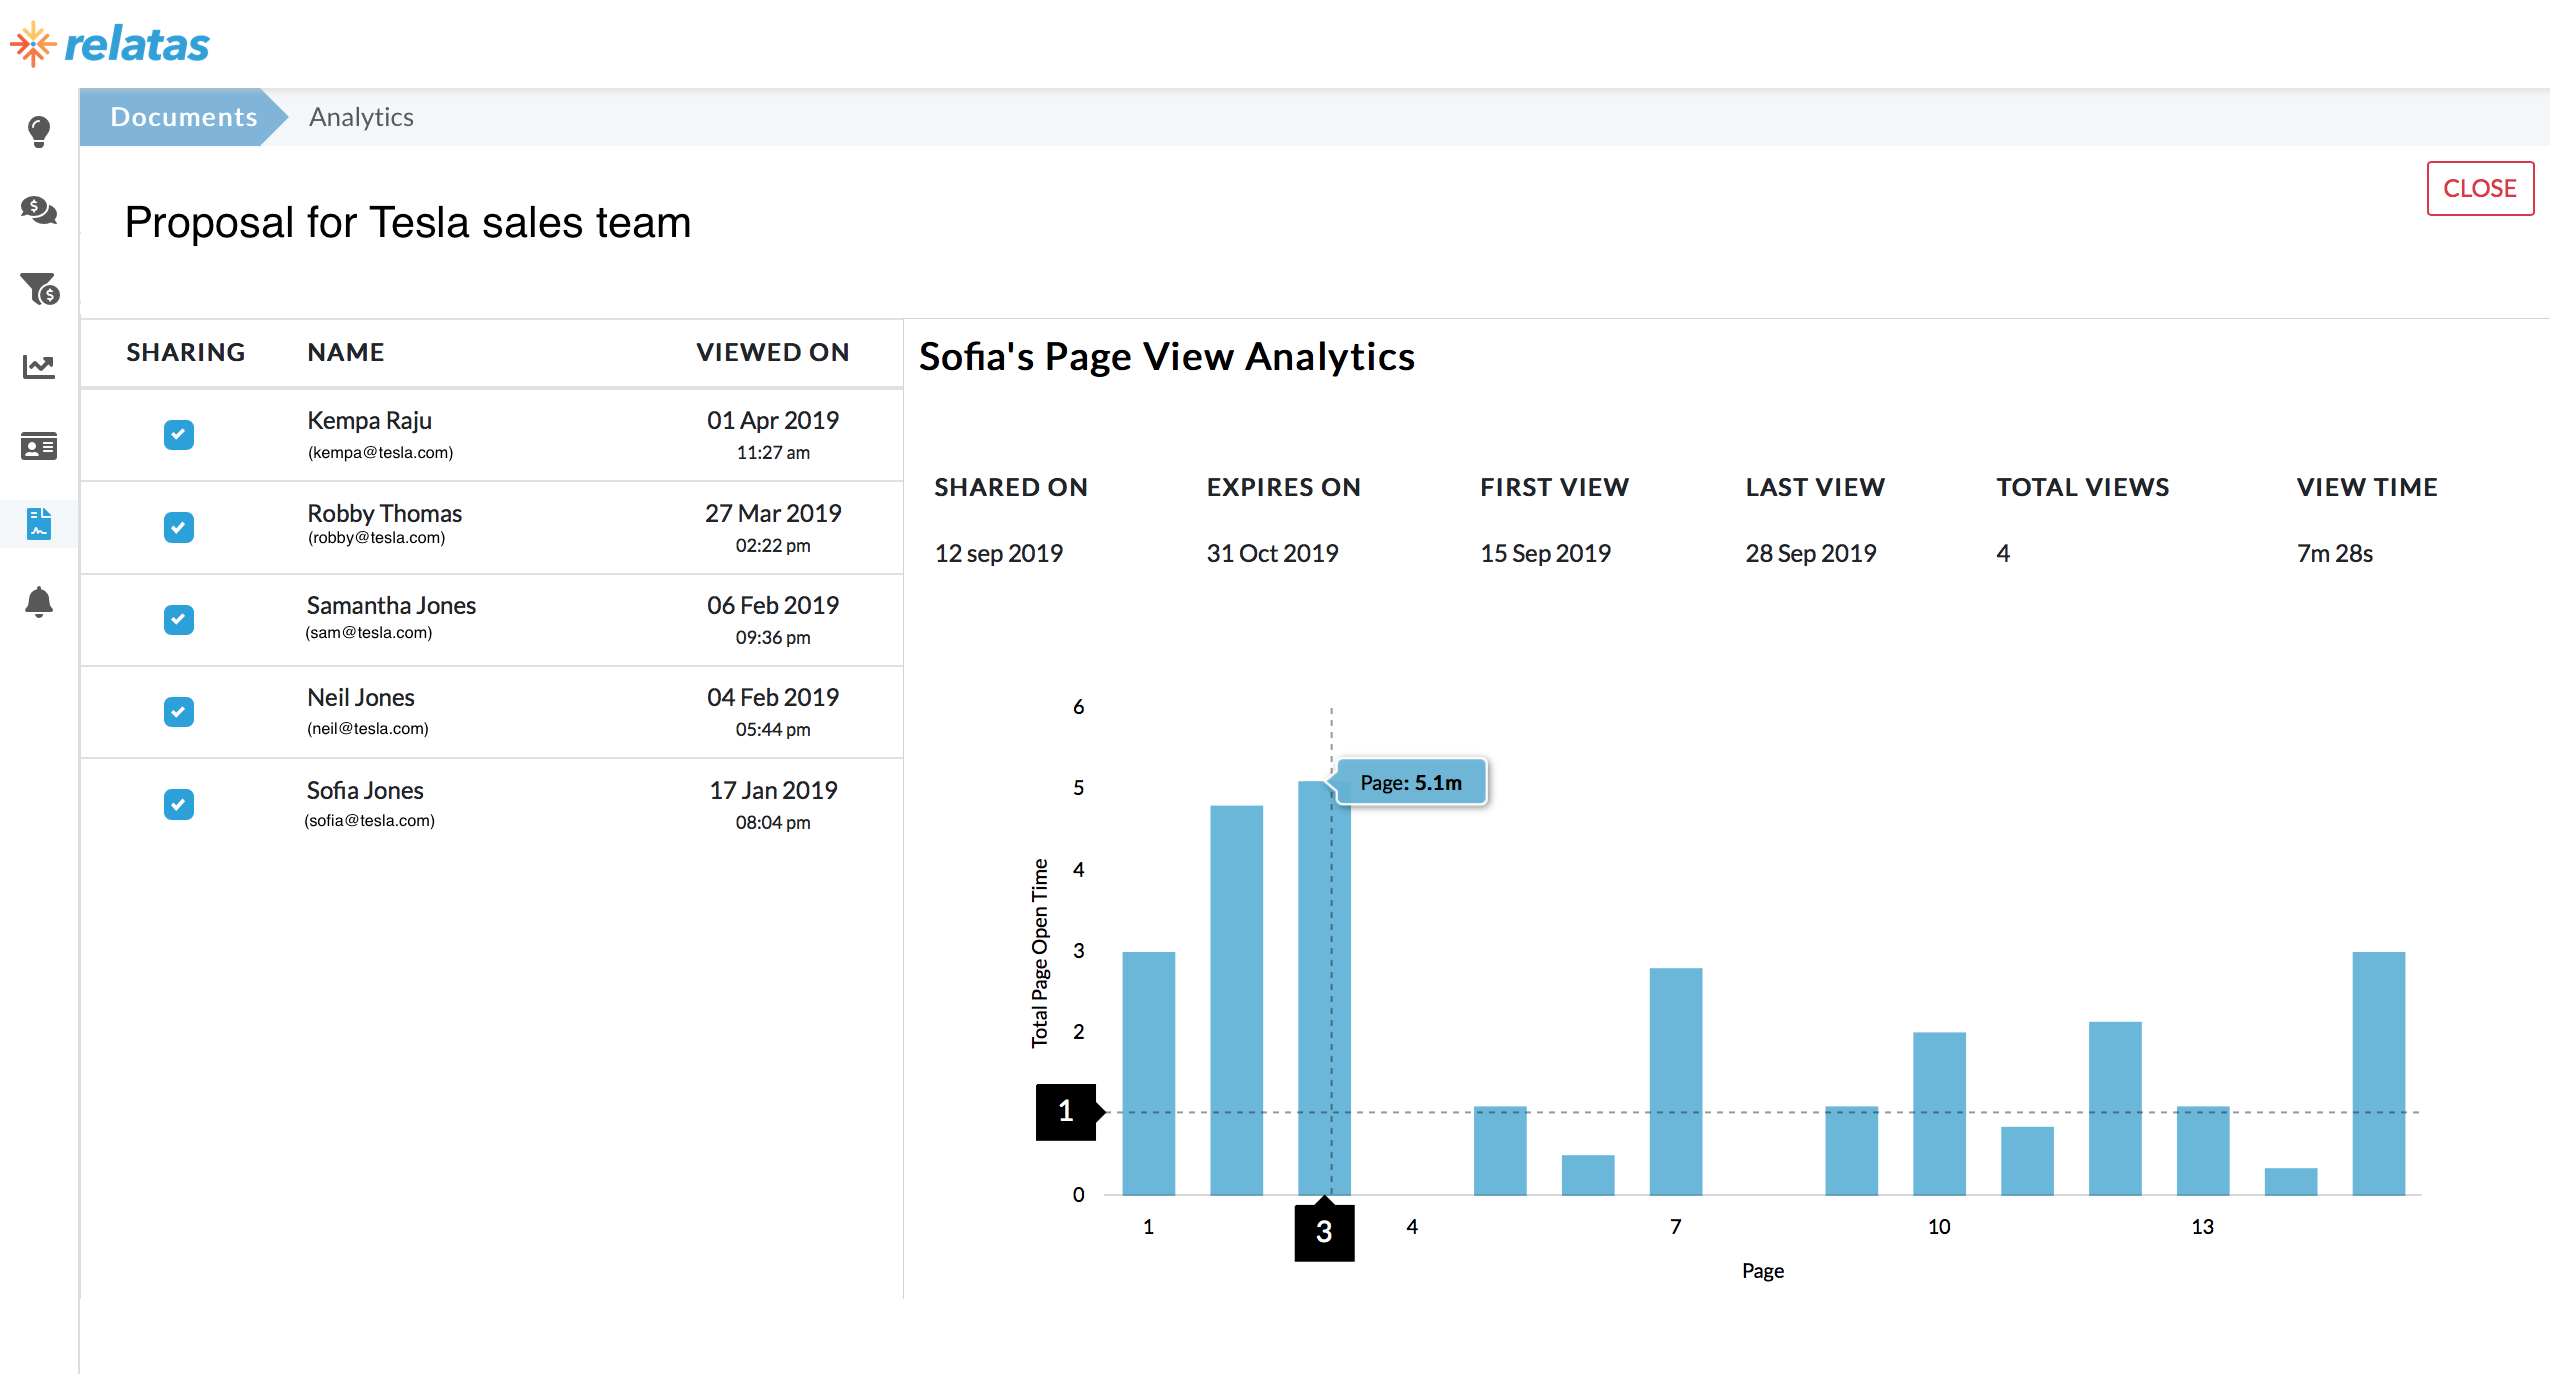 relatas
Documents Analytics
CLOSE
Proposal for Tesla sales team
SHARING NAME VIEWED ON
Kempa Raju 01 Apr 2019
(kempa@tesla.com) 11:27 am
Robby Thomas 27 Mar 2019
(robby@tesla.com) 02:22 pm
Samantha Jones 06 Feb 2019
(sam@tesla.com) 09:36 pm
Neil Jones 04 Feb 2019
(neil@tesla.com) 05:44 pm
Sofia Jones 17 Jan 2019
(sofia@tesla.com) 08:04 pm
Sofia's Page View Analytics
SHARED ON EXPIRES ON FIRST VIEW LAST VIEW TOTAL VIEWS VIEW TIME
12 sep 2019 31 Oct 2019 15 Sep 2019 28 Sep 2019 4 7m 28s
6
Page: 5.1m
5
4
Total Page Open Time
3
2
1
0
1 3 4 7 10 13
Page